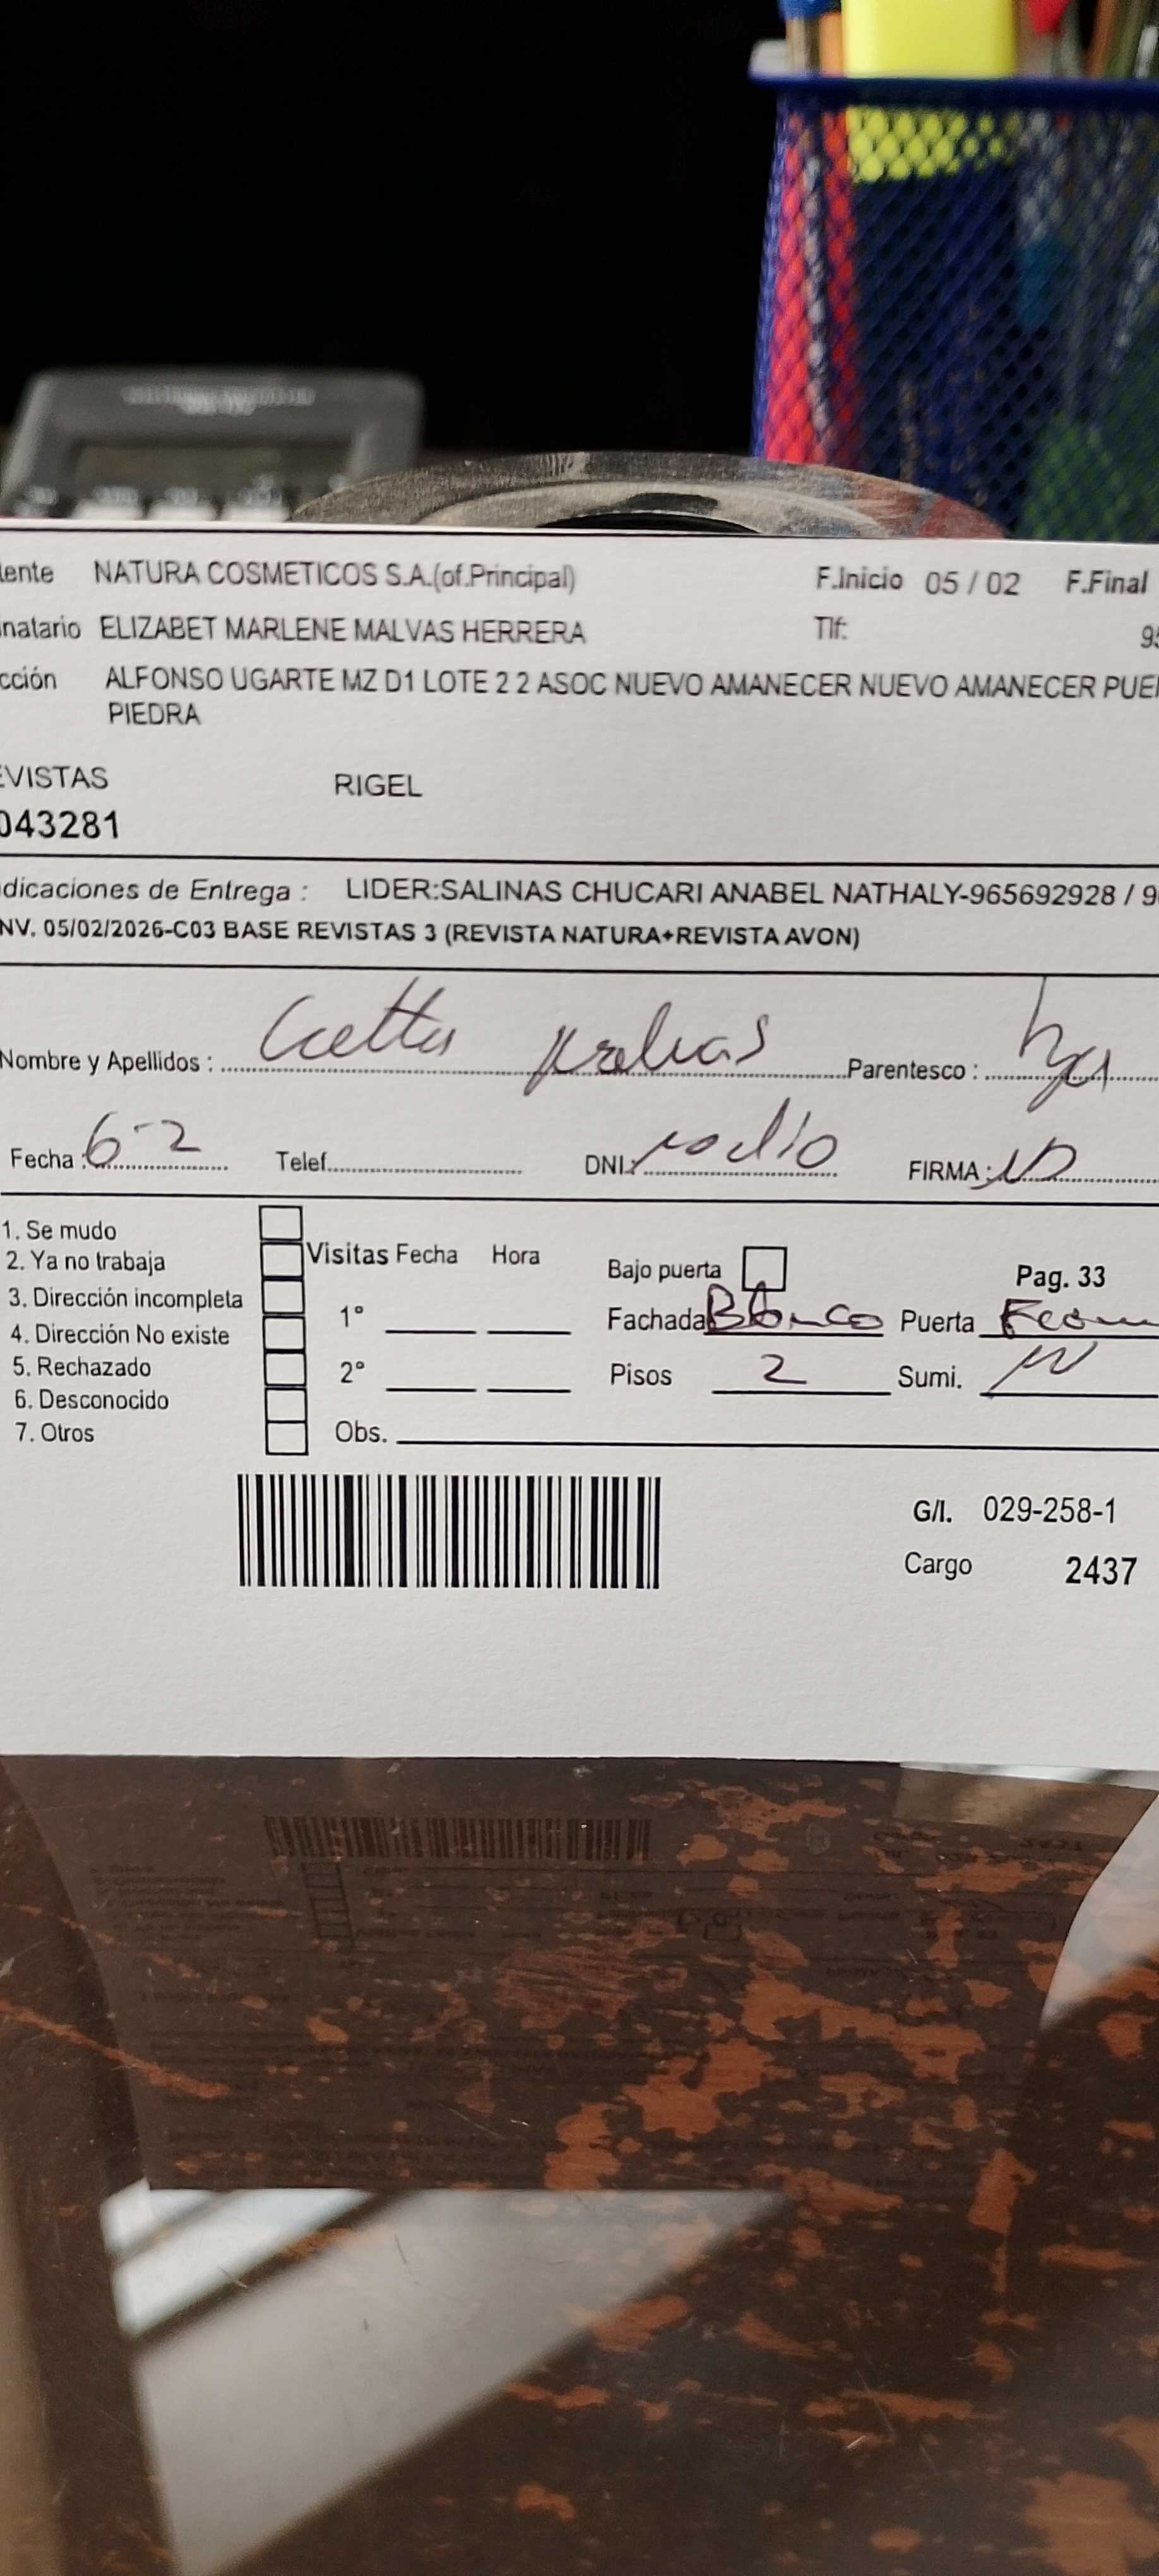 ente NATURA COSMETICOS S.A.(of.Principal) F.Inicio 05 / 02 F.Final
natario ELIZABET MARLENE MALVAS HERRERA Tlf: 95
cción ALFONSO UGARTE MZ D1 LOTE 2 2 ASOC NUEVO AMANECER NUEVO AMANECER PUE
PIEDRA
EVISTAS RIGEL
043281
dicaciones de Entrega : LIDER:SALINAS CHUCARI ANABEL NATHALY-965692928 / 9
NV. 05/02/2026-C03 BASE REVISTAS 3 (REVISTA NATURA+REVISTA AVON)
Nombre y Apellidos : Parentesco :
Fecha : 6-2 Telef. DNI: FIRMA:
1. Se mudo
2. Ya no trabaja Visitas Fecha Hora Bajo puerta Pag. 33
3. Dirección incompleta 1° Fachada Blanco Puerta
4. Dirección No existe
5. Rechazado 2° Pisos 2 Sumi.
6. Desconocido
7. Otros Obs.
G/I. 029-258-1
Cargo 2437